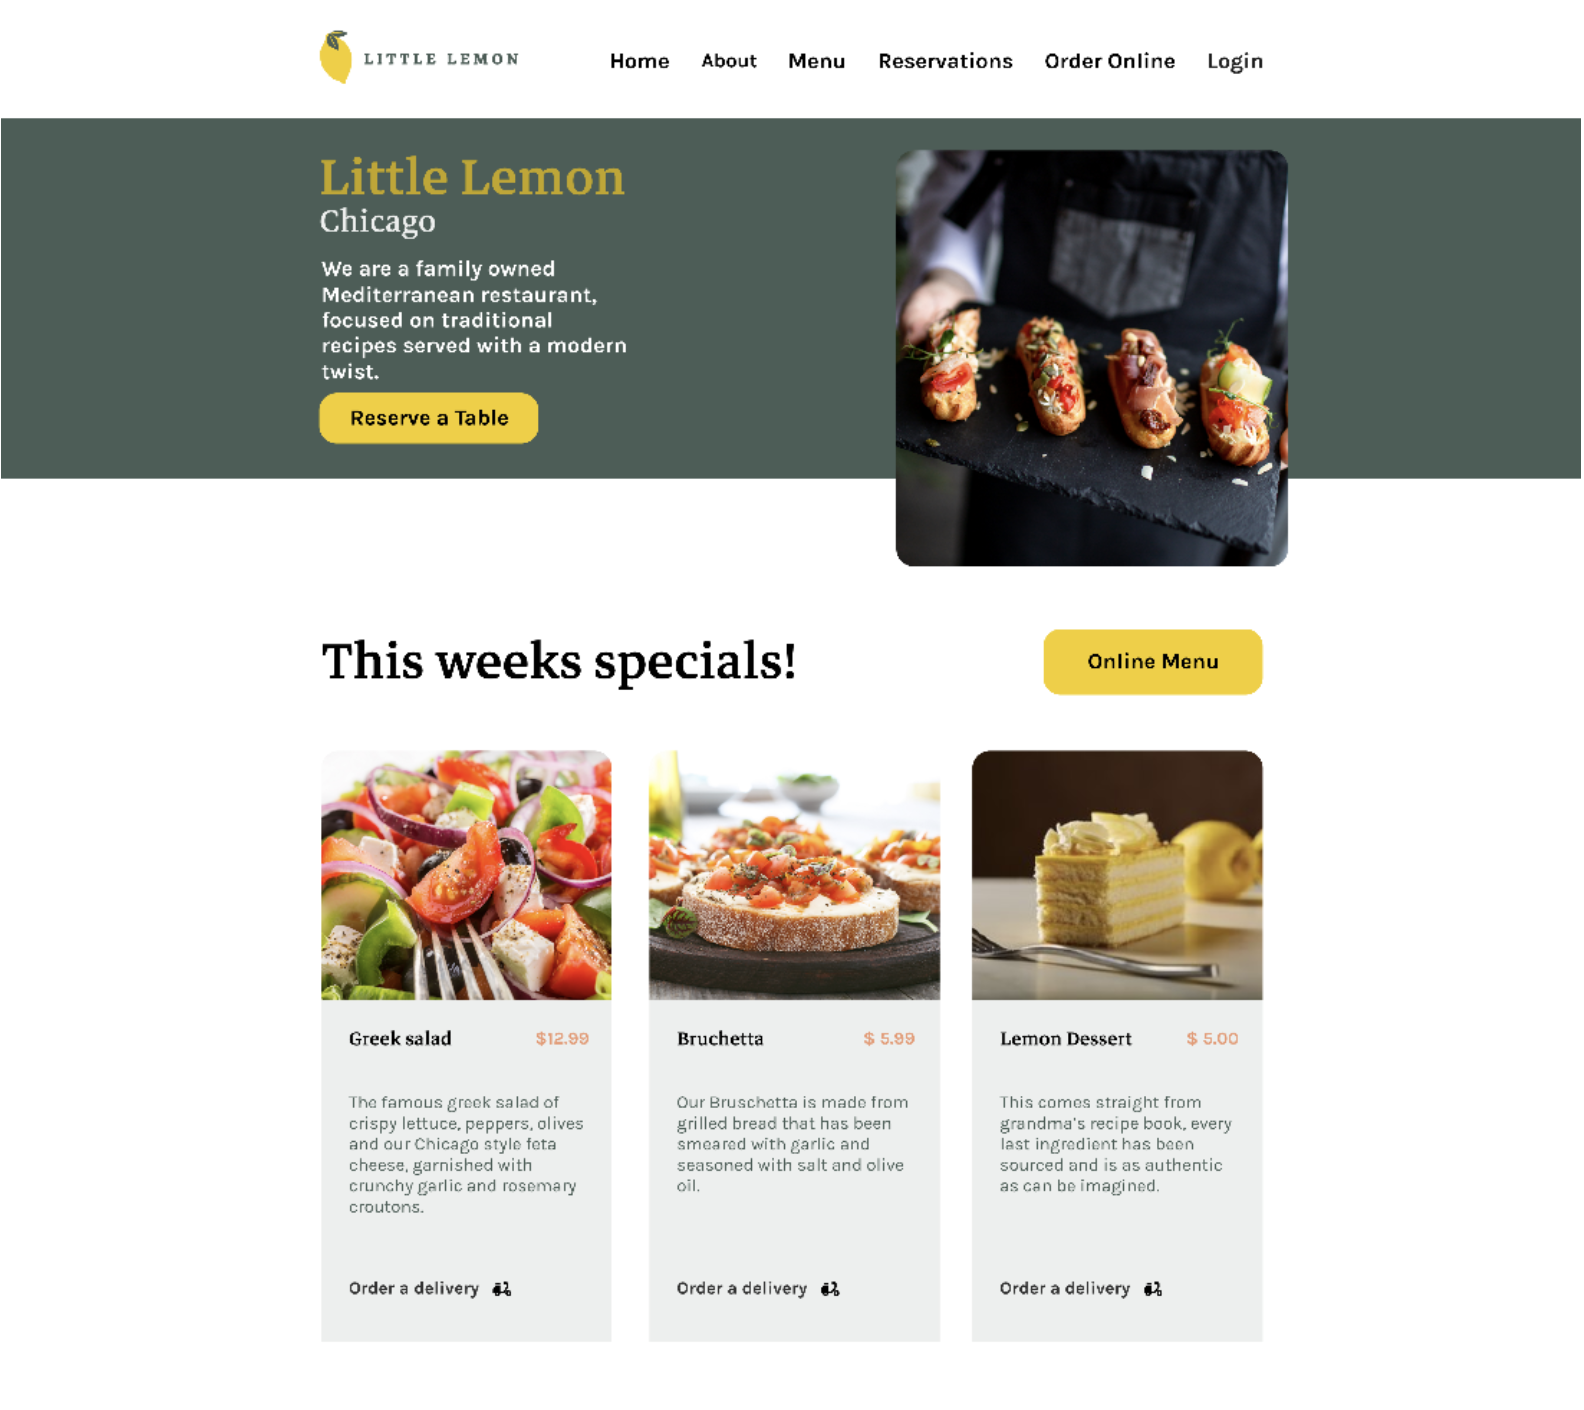 LITTLE LEMON
Home About Menu Reservations Order Online Login
Little Lemon
Chicago
We are a family owned
Mediterranean restaurant,
focused on traditional
recipes served with a modern
twist.
Reserve a Table
This weeks specials!
Online Menu
Greek salad $12.99
The famous greek salad of
crispy lettuce, peppers, olives
and our Chicago style feta
cheese, garnished with
crunchy garlic and rosemary
croutons.
Order a delivery
Bruchetta $ 5.99
Our Bruschetta is made from
grilled bread that has been
smeared with garlic and
seasoned with salt and olive
oil.
Order a delivery
Lemon Dessert $ 5.00
This comes straight from
grandma's recipe book, every
last ingredient has been
sourced and is as authentic
as can be imagined.
Order a delivery